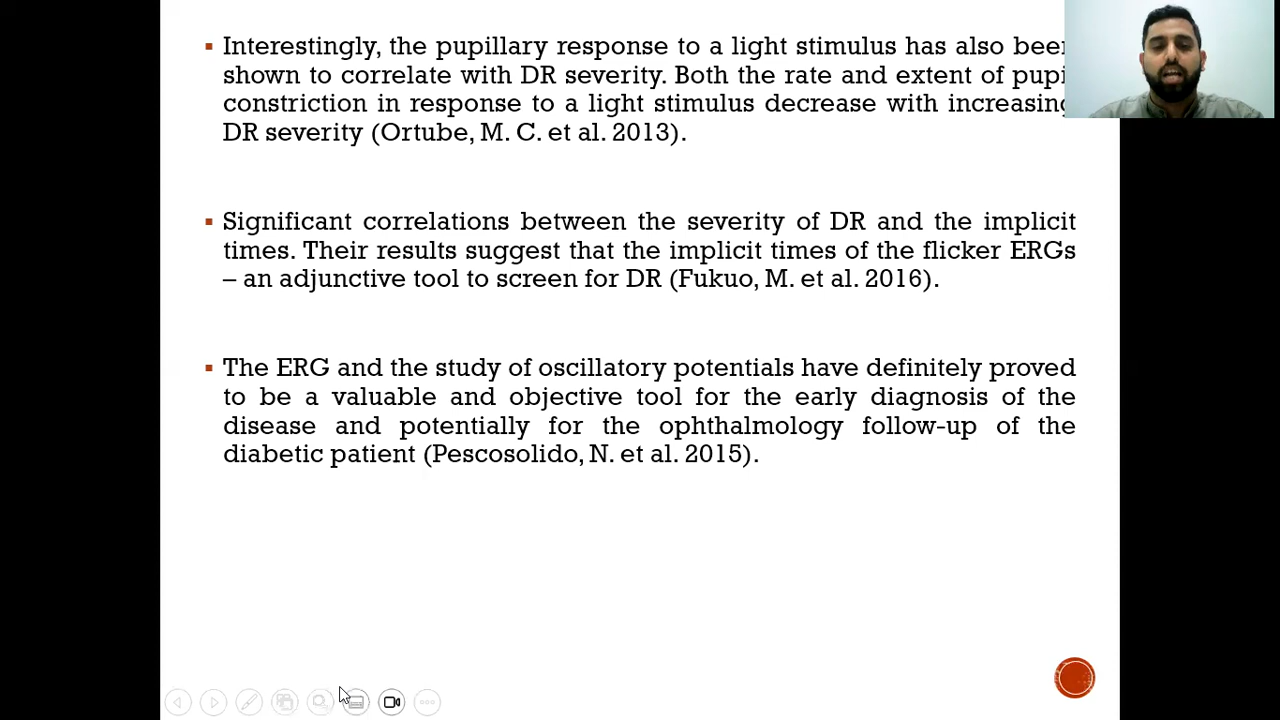 Interestingly, the pupillary response to a light stimulus has also been
shown to correlate with DR severity. Both the rate and extent of pupi
constriction in response to a light stimulus decrease with increasing
DR severity (Ortube, M. C. et al. 2013).
Significant correlations between the severity of DR and the implicit
times. Their results suggest that the implicit times of the flicker ERGs
– an adjunctive tool to screen for DR (Fukuo, M. et al. 2016).
The ERG and the study of oscillatory potentials have definitely proved
to be a valuable and objective tool for the early diagnosis of the
disease and potentially for the ophthalmology follow-up of the
diabetic patient (Pescosolido, N. et al. 2015).